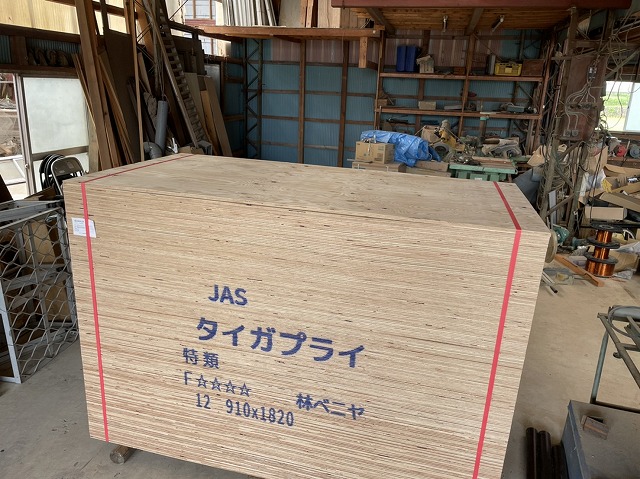 JAS
タイガプライ
特類
F☆☆☆☆ 林ベニヤ
12 910x1820